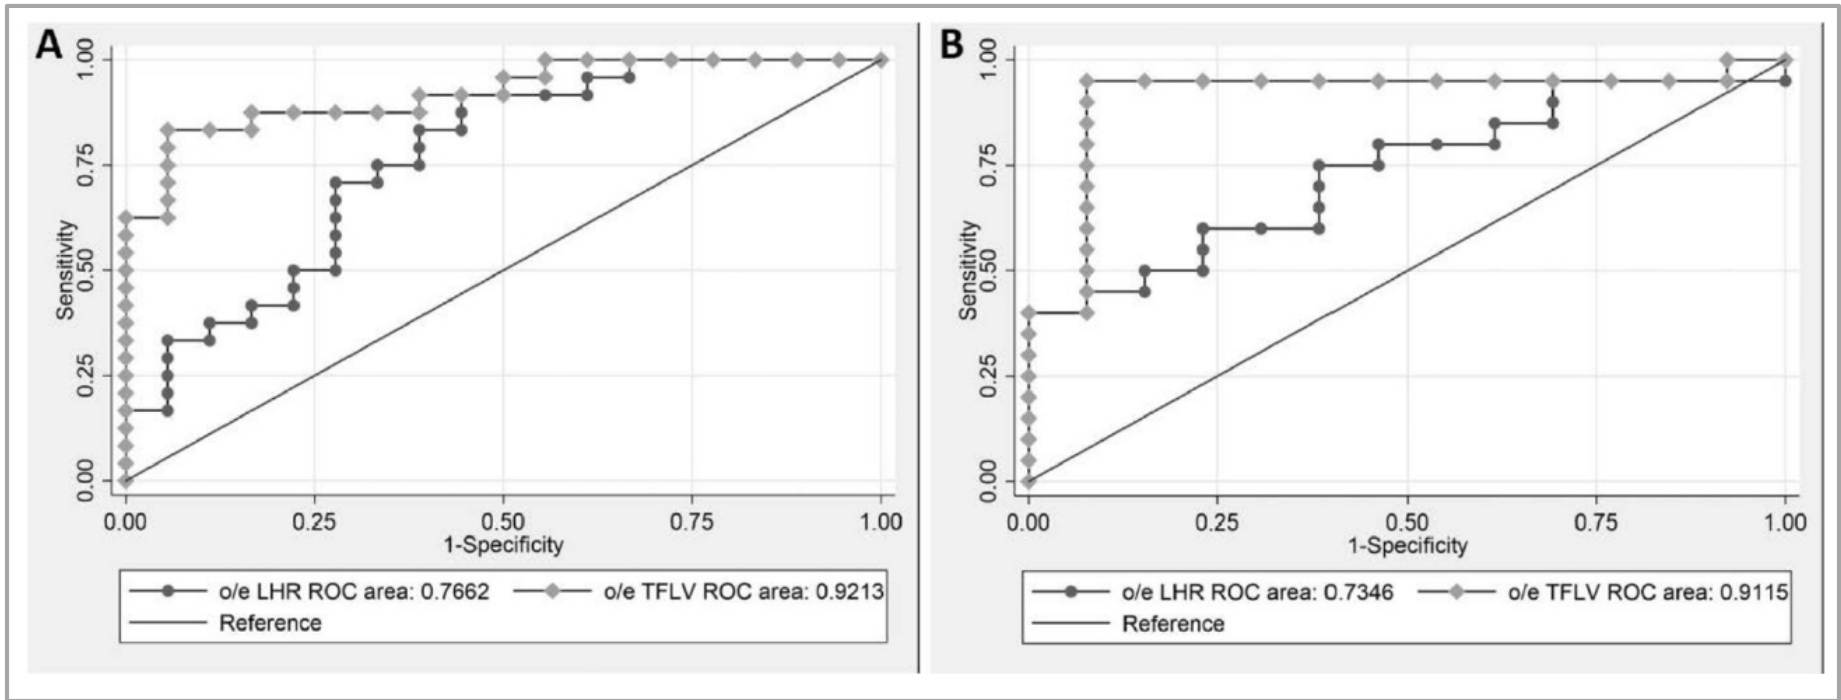 A
1.00
0.75
0.50
0.25
0.00
Sensitivity
0.00 0.25 0.50 0.75 1.00
1-Specificity
o/e LHR ROC area: 0.7662 o/e TFLV ROC area: 0.9213
Reference
B
1.00
0.75
0.50
0.25
0.00
Sensitivity
0.00 0.25 0.50 0.75 1.00
1-Specificity
o/e LHR ROC area: 0.7346 o/e TFLV ROC area: 0.9115
Reference